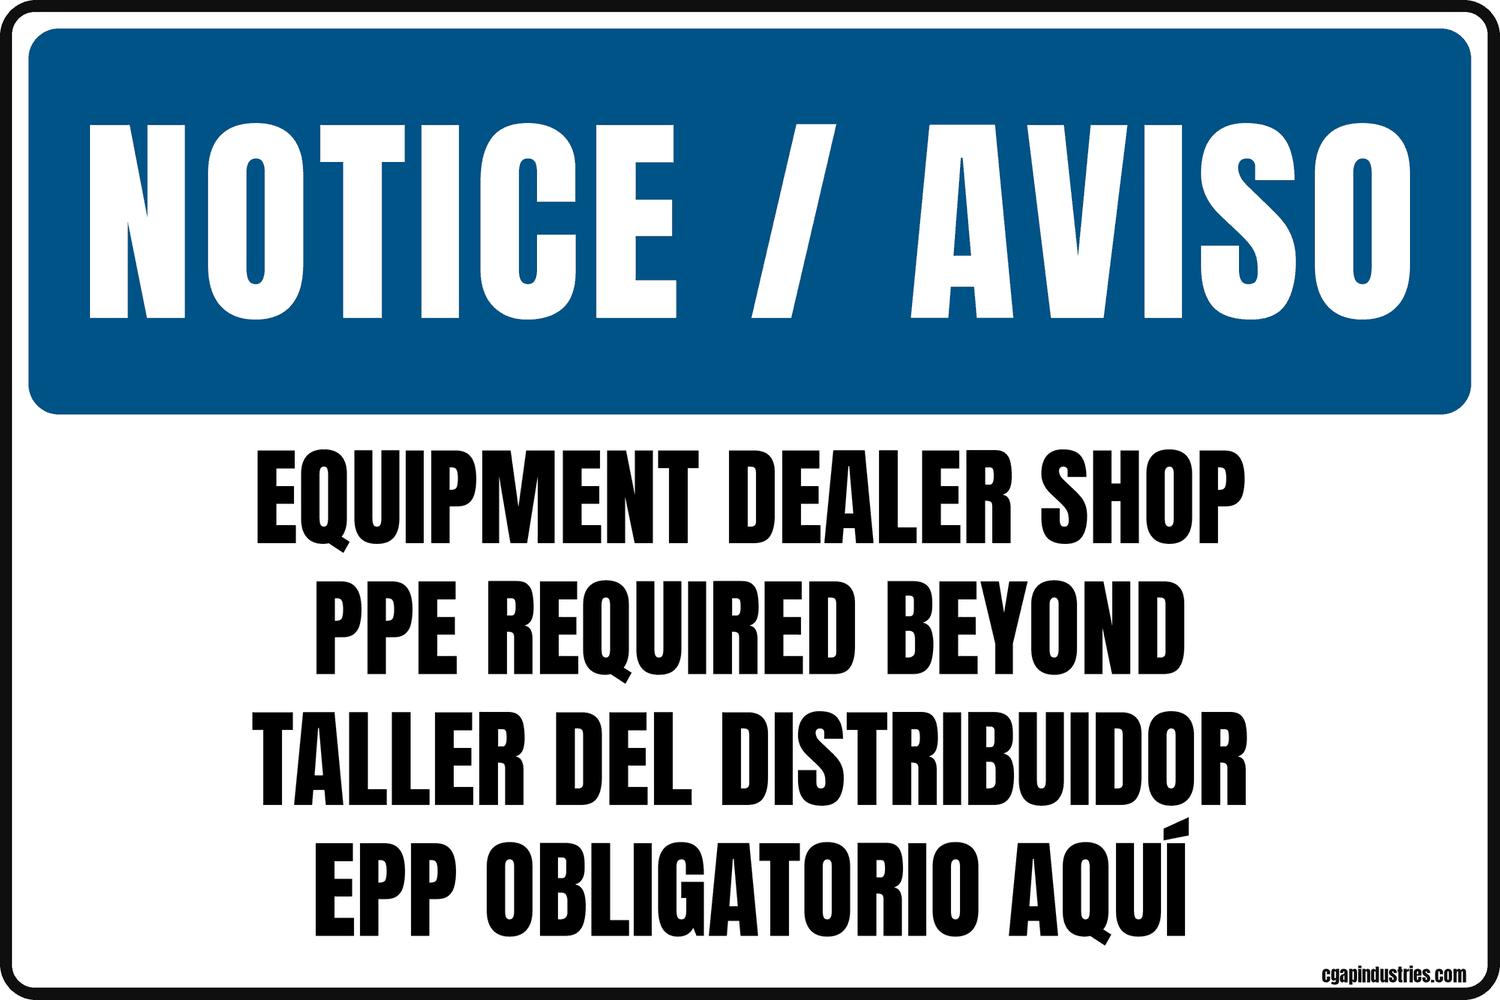 NOTICE / AVISO
EQUIPMENT DEALER SHOP
PPE REQUIRED BEYOND
TALLER DEL DISTRIBUIDOR
EPP OBLIGATORIO AQUÍ
cgapindustries.com